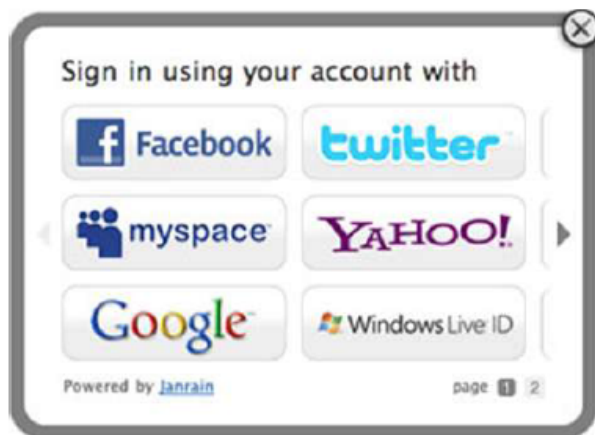 Sign in using your account with
Facebook twitter
myspace YAHOO!
Google Windows Live ID
Powered by Janrain page 1 2